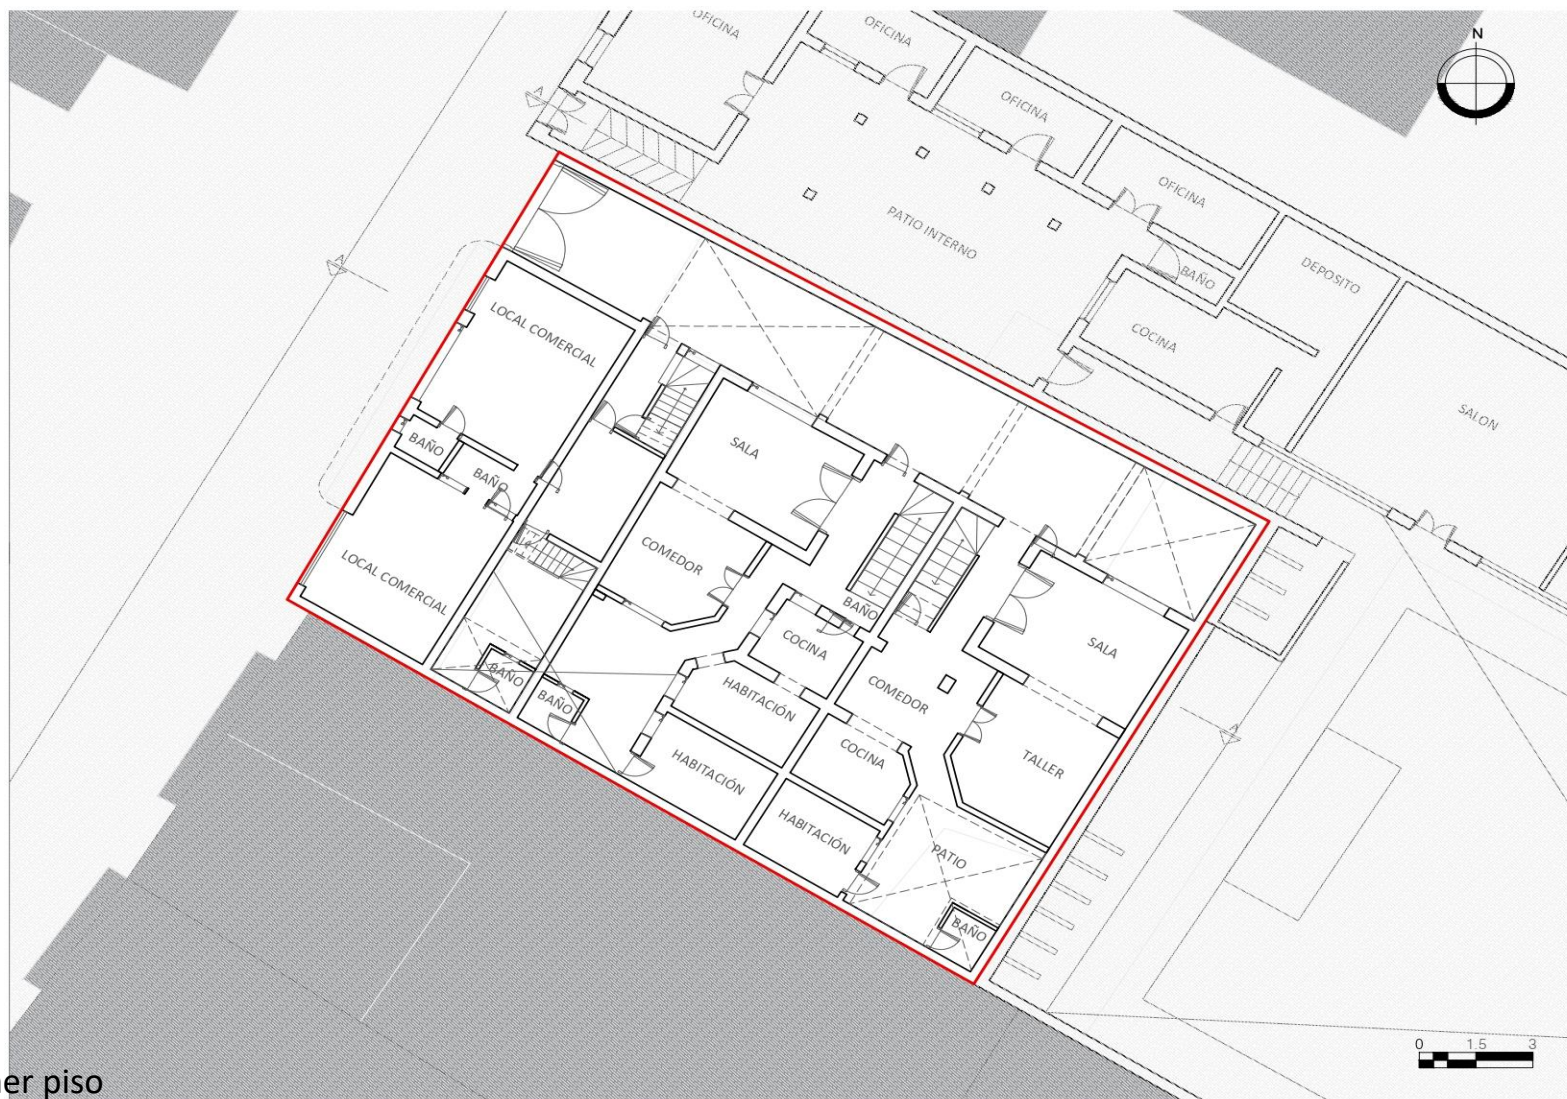 OFICINA
OFICINA
N
OFICINA
A
OFICINA
PATIO INTERNO
BAÑO
DEPOSITO
A
LOCAL COMERCIAL
COCINA
SALON
SALA
BAÑO
BAÑO
COMEDOR
LOCAL COMERCIAL
BAÑO
COCINA
SALA
BAÑO
BAÑO
HABITACIÓN
COMEDOR
A
COCINA
TALLER
HABITACIÓN
HABITACIÓN
PATIO
BAÑO
0 1.5 3
er piso